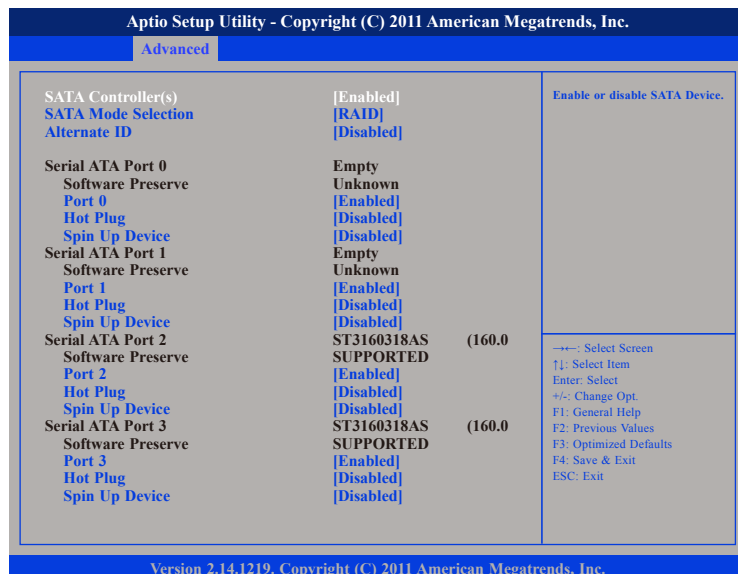 Aptio Setup Utility - Copyright (C) 2011 American Megatrends, Inc.
Advanced
SATA Controller(s) [Enabled]
SATA Mode Selection [RAID]
Alternate ID [Disabled]
Serial ATA Port 0 Empty
Software Preserve Unknown
Port 0 [Enabled]
Hot Plug [Disabled]
Spin Up Device [Disabled]
Serial ATA Port 1 Empty
Software Preserve Unknown
Port 1 [Enabled]
Hot Plug [Disabled]
Spin Up Device [Disabled]
Serial ATA Port 2 ST3160318AS (160.0
Software Preserve SUPPORTED
Port 2 [Enabled]
Hot Plug [Disabled]
Spin Up Device [Disabled]
Serial ATA Port 3 ST3160318AS (160.0
Software Preserve SUPPORTED
Port 3 [Enabled]
Hot Plug [Disabled]
Spin Up Device [Disabled]
Enable or disable SATA Device.
→←: Select Screen
↑↓: Select Item
Enter: Select
+/-: Change Opt.
F1: General Help
F2: Previous Values
F3: Optimized Defaults
F4: Save & Exit
ESC: Exit
Version 2.14.1219. Copyright (C) 2011 American Megatrends, Inc.